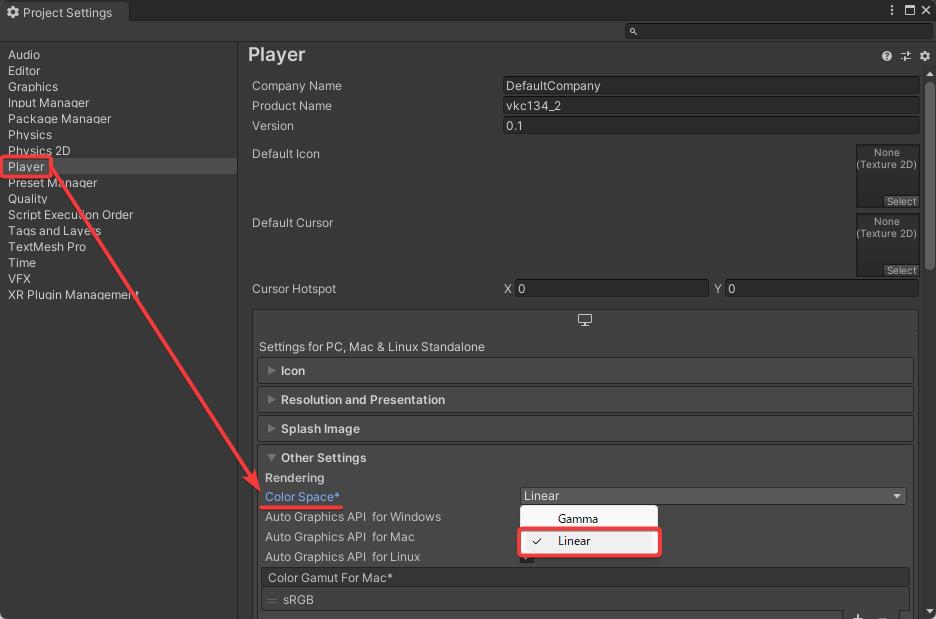 Project Settings
Audio
Editor
Graphics
Input Manager
Package Manager
Physics
Physics 2D
Player
Preset Manager
Quality
Script Execution Order
Tags and Layers
TextMesh Pro
Time
VFX
XR Plugin Management
Player
Company Name DefaultCompany
Product Name vkc134_2
Version 0.1
Default Icon
None
(Texture 2D)
Select
Default Cursor
None
(Texture 2D)
Select
Cursor Hotspot X 0 Y 0
Settings for PC, Mac & Linux Standalone
Icon
Resolution and Presentation
Splash Image
Other Settings
Rendering
Color Space* Linear
Gamma
Linear
Auto Graphics API for Windows
Auto Graphics API for Mac
Auto Graphics API for Linux
Color Gamut For Mac*
sRGB